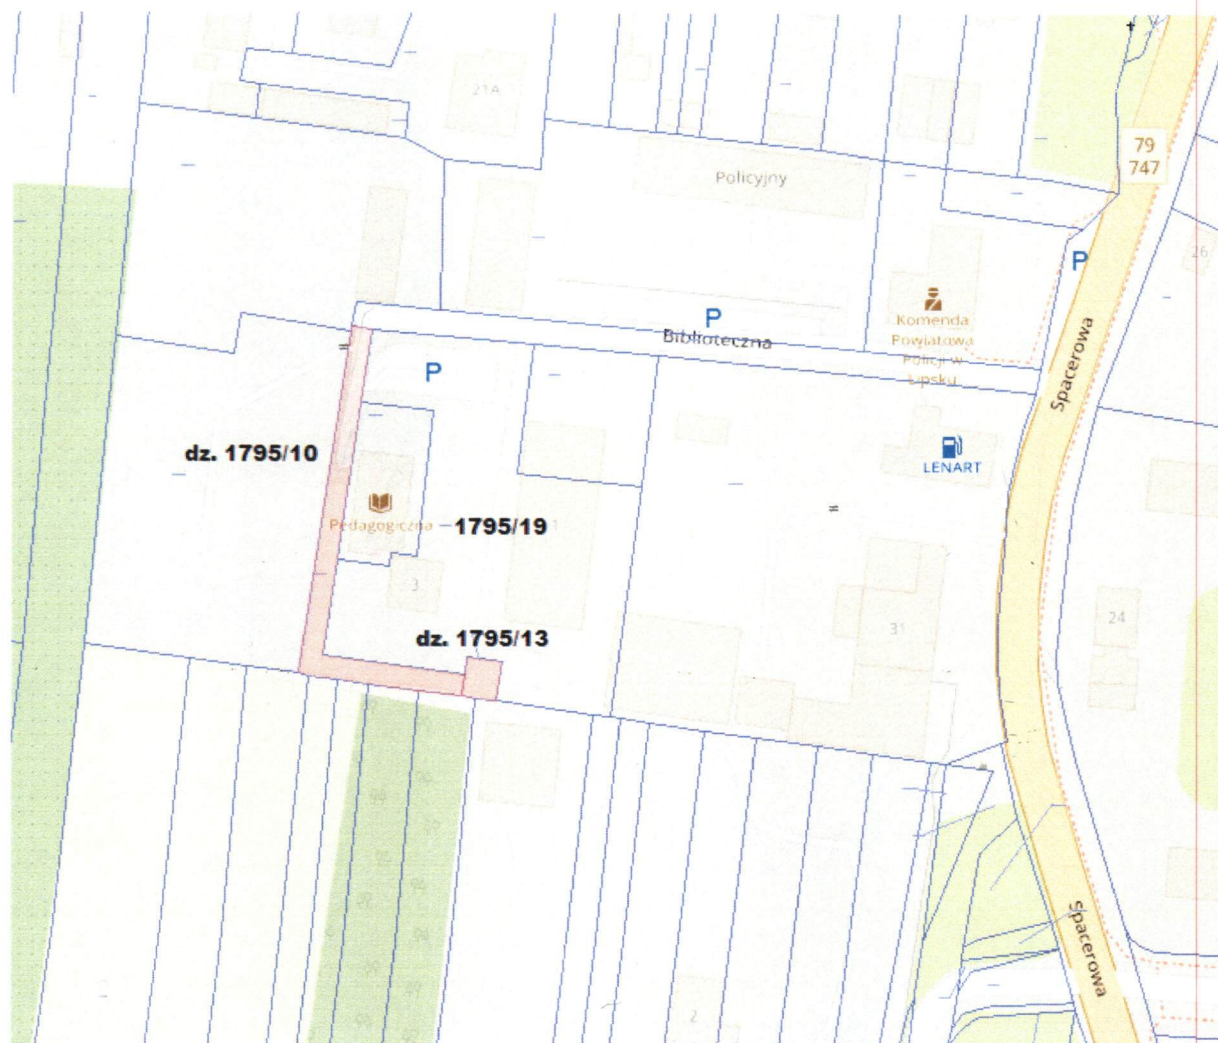 21A
79
747
Policyjny
26
P
Komenda
Powiatowa
Policji w
Lipsku
P
Biblioteczna
Spacerowa
P
dz. 1795/10
LENART
Pedagogiczna
1795/19
1
3
24
31
dz. 1795/13
Spacerowa
2